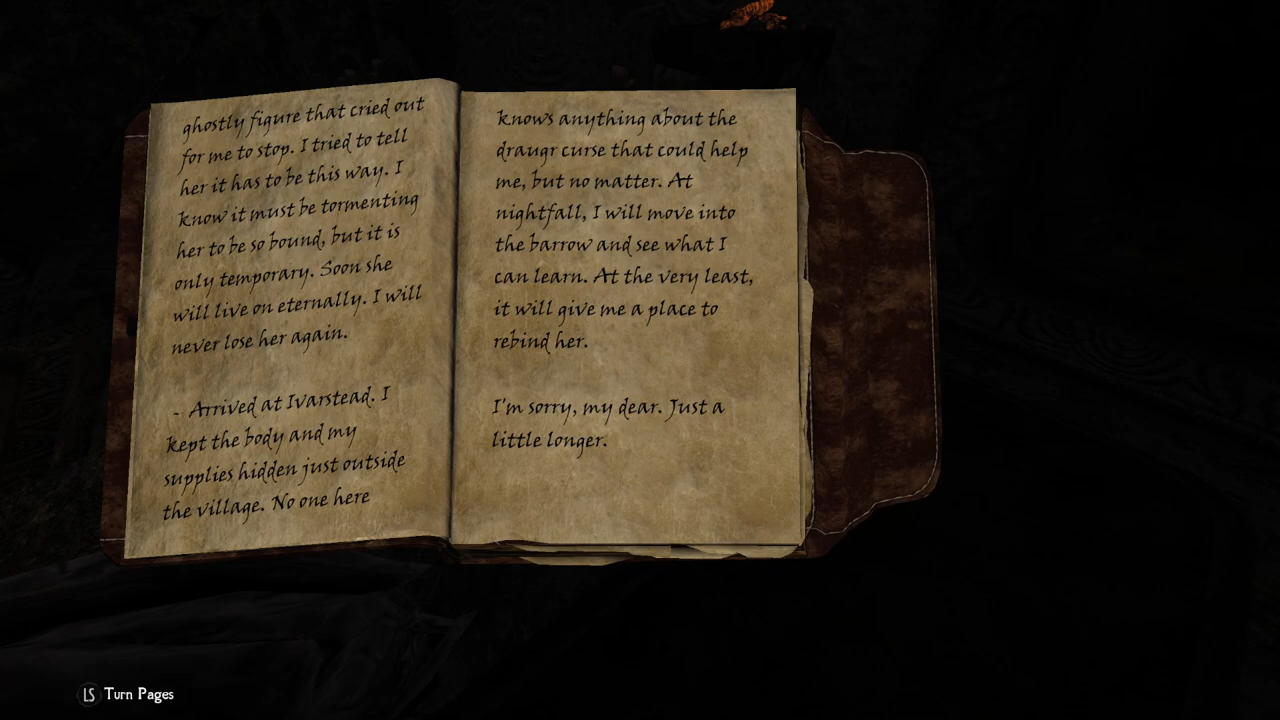 ghostly figure that cried out
for me to stop. I tried to tell
her it has to be this way. I
know it must be tormenting
her to be so bound, but it is
only temporary. Soon she
will live on eternally. I will
never lose her again.
- Arrived at Ivarstead. I
kept the body and my
supplies hidden just outside
the village. No one here
knows anything about the
draugr curse that could help
me, but no matter. At
nightfall, I will move into
the barrow and see what I
can learn. At the very least,
it will give me a place to
rebind her.
I'm sorry, my dear. Just a
little longer.
LS Turn Pages